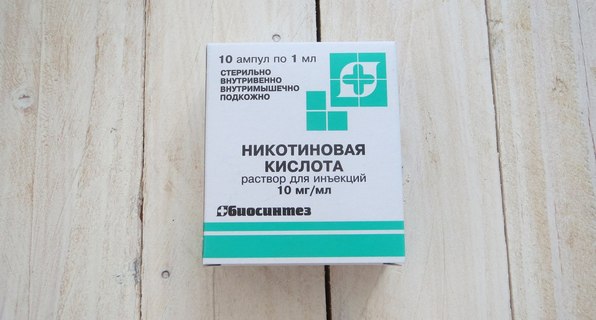 10 ампул по 1 мл
СТЕРИЛЬНО
ВНУТРИВЕННО
ВНУТРИМЫШЕЧНО
ПОДКОЖНО
НИКОТИНОВАЯ
КИСЛОТА
раствор для инъекций
10 мг/мл
биосинтез